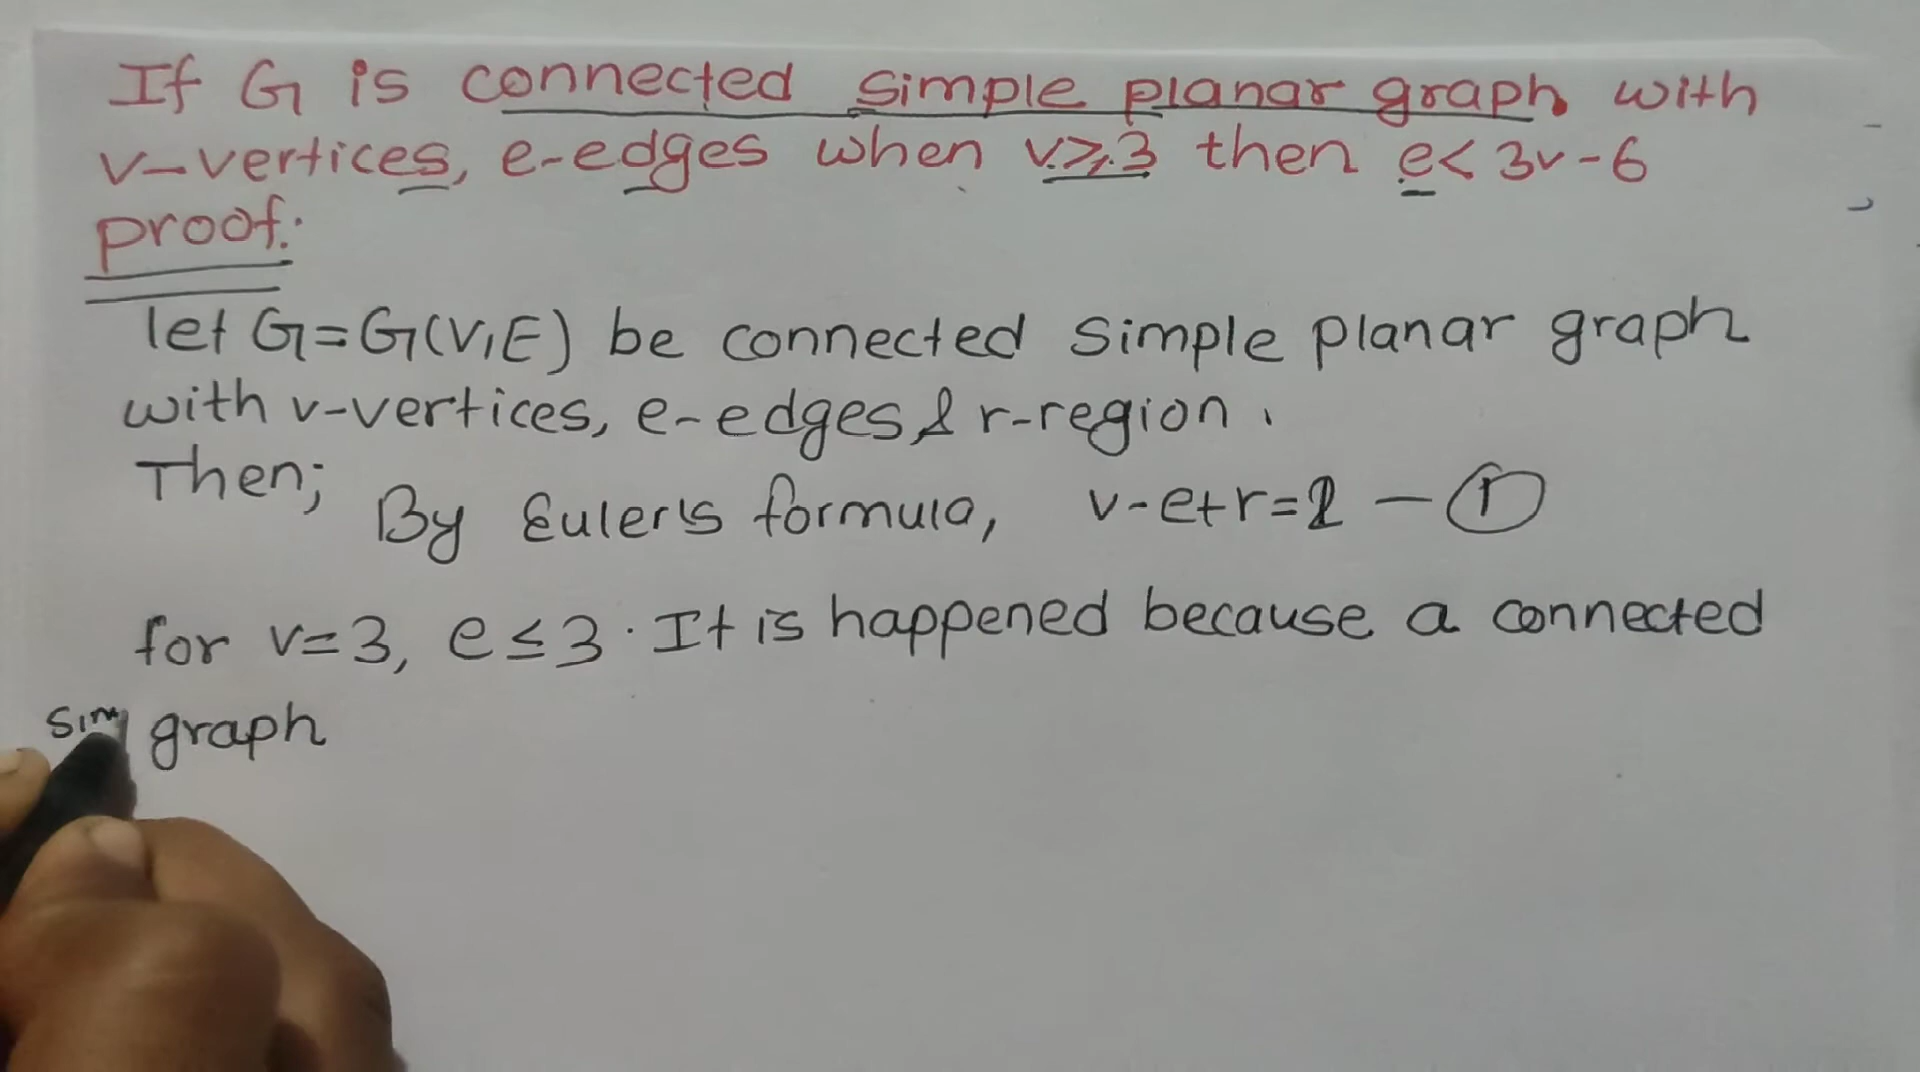 If G is connected simple planar graph with
v-vertices, e-edges when v≥3 then e< 3v-6
proof:
let G=G(V,E) be connected simple planar graph
with v-vertices, e-edges & r-region.
Then;
By Euler's formula, v-e+r=2 — ①
for v=3, e≤3. It is happened because a connected
sim graph